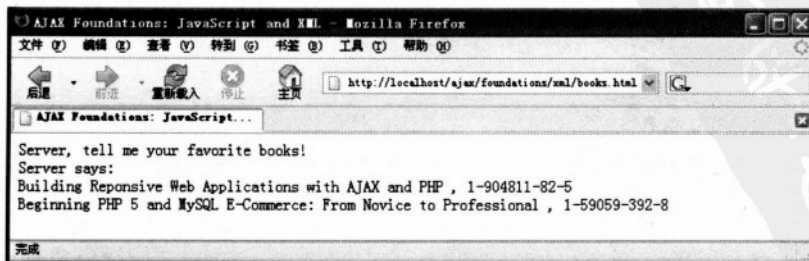 AJAX Foundations: JavaScript and XML - Mozilla Firefox
文件 (F) 编辑 (E) 查看 (V) 转到 (G) 书签 (B) 工具 (T) 帮助 (H)
后退 前进 重新载入 停止 主页 http://localhost/ajax/foundations/xml/books.html G
AJAX Foundations: JavaScript...
Server, tell me your favorite books!
Server says:
Building Reponsive Web Applications with AJAX and PHP , 1-904811-82-5
Beginning PHP 5 and MySQL E-Commerce: From Novice to Professional , 1-59059-392-8
完成